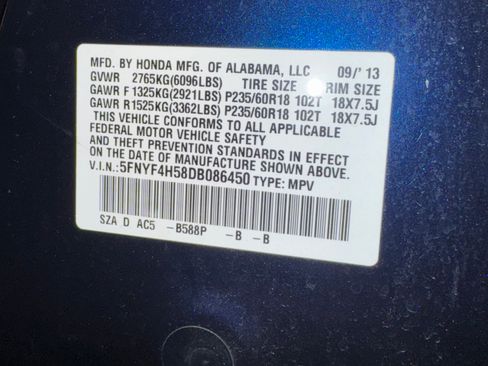 MFD. BY HONDA MFG. OF ALABAMA, LLC 09/'13
GVWR 2765KG(6096LBS) TIRE SIZE RIM SIZE
GAWR F 1325KG(2921LBS) P235/60R18 102T 18X7.5J
GAWR R1525KG(3362LBS) P235/60R18 102T 18X7.5J
THIS VEHICLE CONFORMS TO ALL APPLICABLE
FEDERAL MOTOR VEHICLE SAFETY
AND THEFT PREVENTION STANDARDS IN EFFECT
ON THE DATE OF MANUFACTURE SHOWN ABOVE.
V.I.N.:5FNYF4H58DB086450 TYPE: MPV
SZA D AC5 -B588P -B -B